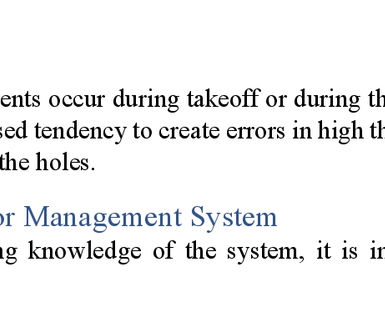 ents occur during takeoff or during th
sed tendency to create errors in high th
the holes.
or Management System
ng knowledge of the system, it is in